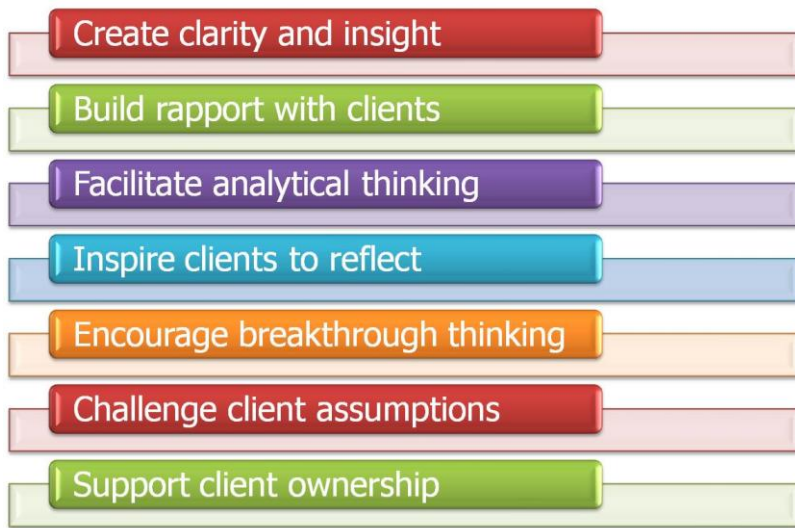 Create clarity and insight
Build rapport with clients
Facilitate analytical thinking
Inspire clients to reflect
Encourage breakthrough thinking
Challenge client assumptions
Support client ownership